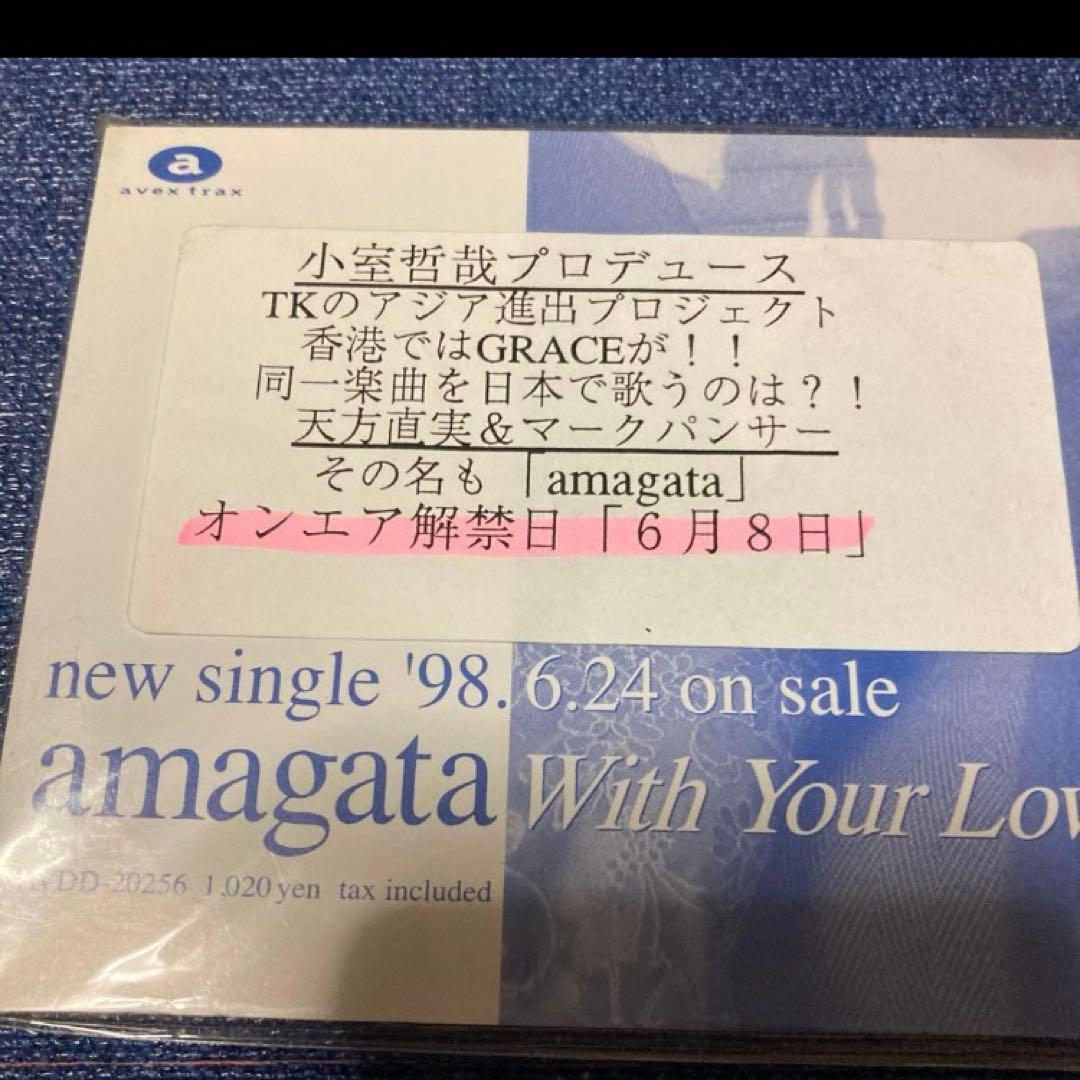 a
avex trax
小室哲哉プロデュース
TKのアジア進出プロジェクト
香港ではGRACEが！！
同一楽曲を日本で歌うのは？！
天方直実&マークパンサー
その名も「amagata」
オンエア解禁日「６月８日」
new single '98. 6.24 on sale
amagata With Your
DD-20256 1,020 yen tax included